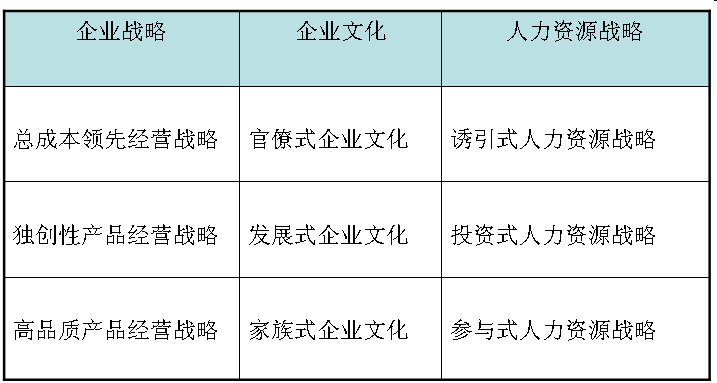 企业战略 企业文化 人力资源战略
总成本领先经营战略 官僚式企业文化 诱引式人力资源战略
独创性产品经营战略 发展式企业文化 投资式人力资源战略
高品质产品经营战略 家族式企业文化 参与式人力资源战略